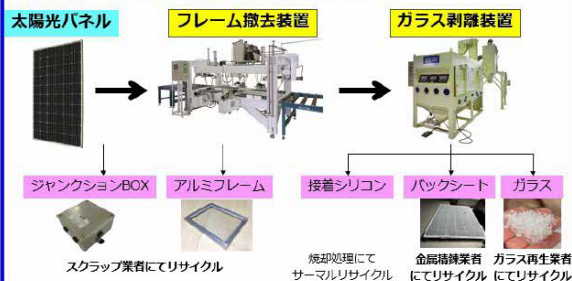 太陽光パネル
フレーム撤去装置
ガラス剥離装置
ジャンクションBOX
アルミフレーム
接着シリコン
バックシート
ガラス
スクラップ業者にてリサイクル
焼却処理にて
サーマルリサイクル
金属精錬業者
にてリサイクル
ガラス再生業者
にてリサイクル